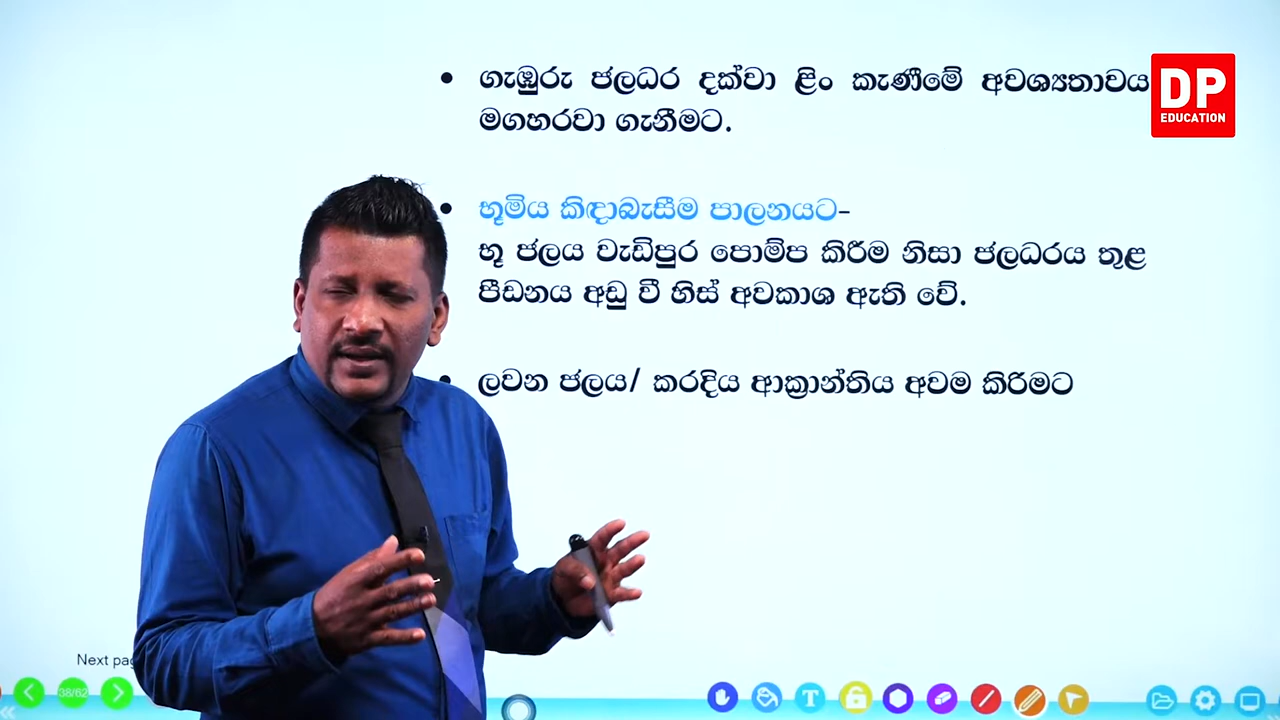 ගැඹුරු ජලධර දක්වා ළිං කැණීමේ අවශ්‍යතාවය
මගහරවා ගැනීමට.
භූමිය කිඳාබැසීම පාලනයට-
භූ ජලය වැඩිපුර පොම්ප කිරීම නිසා ජලධරය තුළ
පීඩනය අඩු වී හිස් අවකාශ ඇති වේ.
ලවන ජලය/ කරදිය ආක්‍රාන්තිය අවම කිරිමට
DP
EDUCATION
Next pag
38/62
T